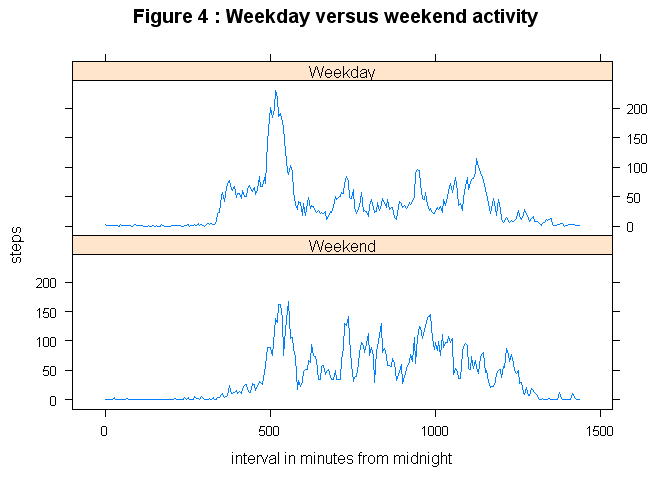 Figure 4 : Weekday versus weekend activity
Weekday
200
150
100
50
0
steps
Weekend
200
150
100
50
0
0 500 1000 1500
interval in minutes from midnight